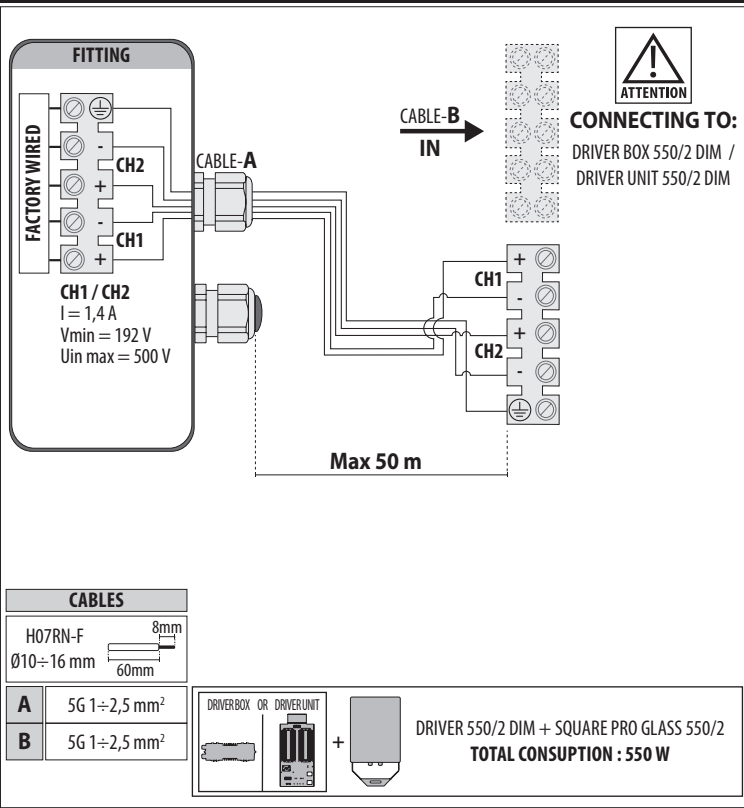 FITTING
FACTORY WIRED
-
CH2
+
-
CH1
+
CH1 / CH2
I = 1,4 A
Vmin = 192 V
Uin max = 500 V
CABLE-A
CABLE-B
IN
ATTENTION
CONNECTING TO:
DRIVER BOX 550/2 DIM /
DRIVER UNIT 550/2 DIM
+
CH1
-
+
CH2
-
Max 50 m
CABLES
H07RN-F
Ø10÷16 mm
8mm
60mm
A 5G 1÷2,5 mm²
B 5G 1÷2,5 mm²
DRIVER BOX OR DRIVER UNIT
+
DRIVER 550/2 DIM + SQUARE PRO GLASS 550/2
TOTAL CONSUPTION : 550 W